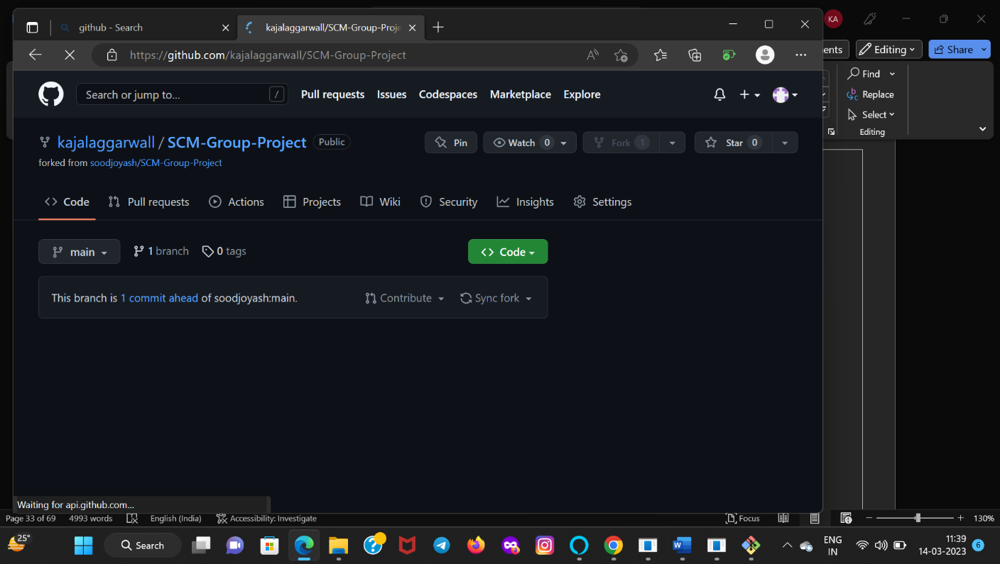 github - Search
kajalaggarwall/SCM-Group-Proje
KA
https://github.com/kajalaggarwall/SCM-Group-Project
ents
Editing
Share
Search or jump to...
/
Pull requests
Issues
Codespaces
Marketplace
Explore
Find
Replace
Select
Editing
kajalaggarwall / SCM-Group-Project
Public
Pin
Watch 0
Fork 1
Star 0
forked from soodjoyash/SCM-Group-Project
Code
Pull requests
Actions
Projects
Wiki
Security
Insights
Settings
main
1 branch
0 tags
Code
This branch is 1 commit ahead of soodjoyash:main.
Contribute
Sync fork
Waiting for api.github.com...
Page 33 of 69
4993 words
English (India)
Accessibility: Investigate
Focus
130%
25°
Search
ENG
IN
11:39
14-03-2023
6